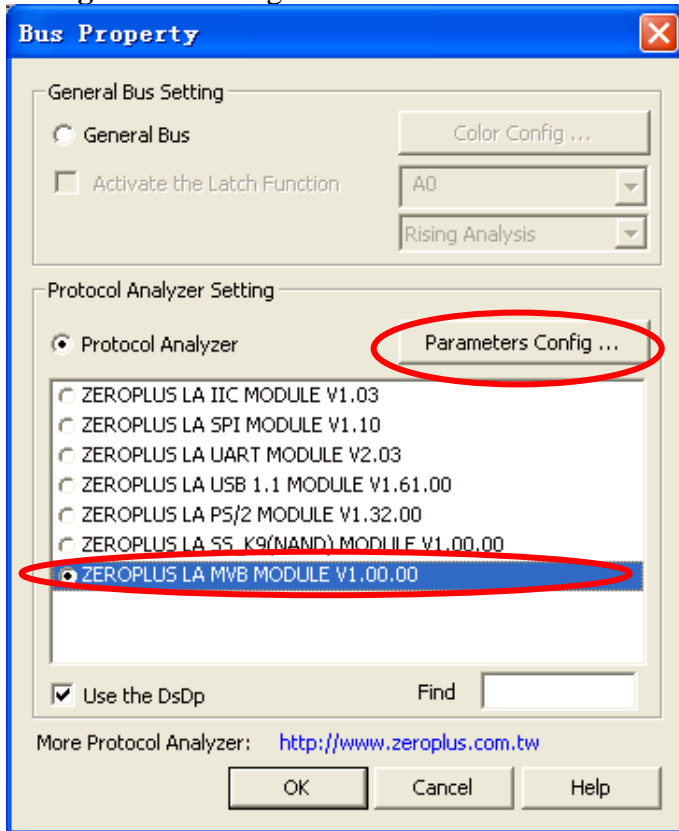 Bus Property
General Bus Setting
General Bus
Color Config ...
Activate the Latch Function
A0
Rising Analysis
Protocol Analyzer Setting
Protocol Analyzer
Parameters Config ...
ZEROPLUS LA IIC MODULE V1.03
ZEROPLUS LA SPI MODULE V1.10
ZEROPLUS LA UART MODULE V2.03
ZEROPLUS LA USB 1.1 MODULE V1.61.00
ZEROPLUS LA PS/2 MODULE V1.32.00
ZEROPLUS LA SS_K9(NAND) MODULE V1.00.00
ZEROPLUS LA MVB MODULE V1.00.00
Use the DsDp
Find
More Protocol Analyzer: http://www.zeroplus.com.tw
OK Cancel Help